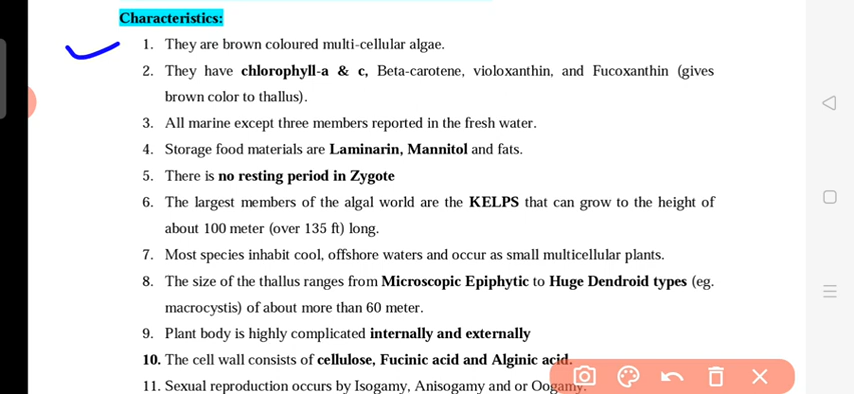 Characteristics:
1. They are brown coloured multi-cellular algae.
2. They have chlorophyll-a & c, Beta-carotene, violoxanthin, and Fucoxanthin (gives
brown color to thallus).
3. All marine except three members reported in the fresh water.
4. Storage food materials are Laminarin, Mannitol and fats.
5. There is no resting period in Zygote
6. The largest members of the algal world are the KELPS that can grow to the height of
about 100 meter (over 135 ft) long.
7. Most species inhabit cool, offshore waters and occur as small multicellular plants.
8. The size of the thallus ranges from Microscopic Epiphytic to Huge Dendroid types (eg.
macrocystis) of about more than 60 meter.
9. Plant body is highly complicated internally and externally
10. The cell wall consists of cellulose, Fucinic acid and Alginic acid.
11. Sexual reproduction occurs by Isogamy, Anisogamy and or Oogamy.